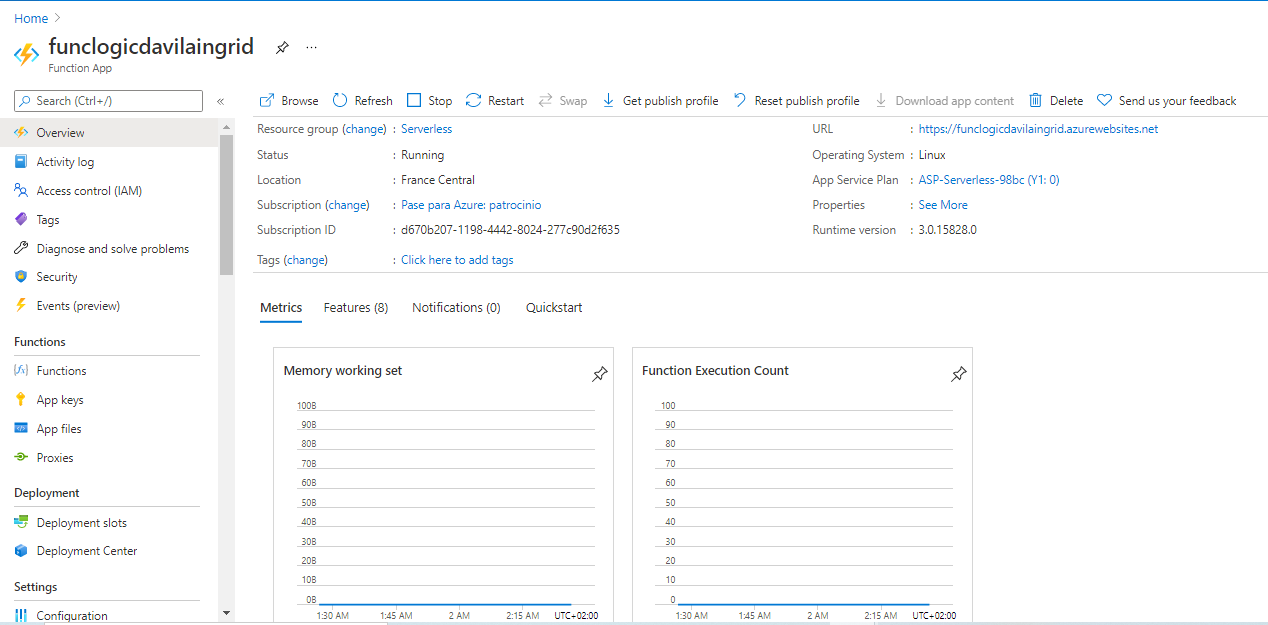 Home
funclogicdavilaingrid
Function App
Search (Ctrl+/)
Overview
Activity log
Access control (IAM)
Tags
Diagnose and solve problems
Security
Events (preview)
Functions
Functions
App keys
App files
Proxies
Deployment
Deployment slots
Deployment Center
Settings
Configuration
Browse Refresh Stop Restart Swap Get publish profile Reset publish profile Download app content Delete Send us your feedback
Resource group (change) : Serverless
Status : Running
Location : France Central
Subscription (change) : Pase para Azure: patrocinio
Subscription ID : d670b207-1198-4442-8024-277c90d2f635
Tags (change) : Click here to add tags
URL : https://funclogicdavilaingrid.azurewebsites.net
Operating System : Linux
App Service Plan : ASP-Serverless-98bc (Y1: 0)
Properties : See More
Runtime version : 3.0.15828.0
Metrics Features (8) Notifications (0) Quickstart
Memory working set
100B
90B
80B
70B
60B
50B
40B
30B
20B
10B
0B
1:30 AM 1:45 AM 2 AM 2:15 AM UTC+02:00
Function Execution Count
100
90
80
70
60
50
40
30
20
10
0
1:30 AM 1:45 AM 2 AM 2:15 AM UTC+02:00